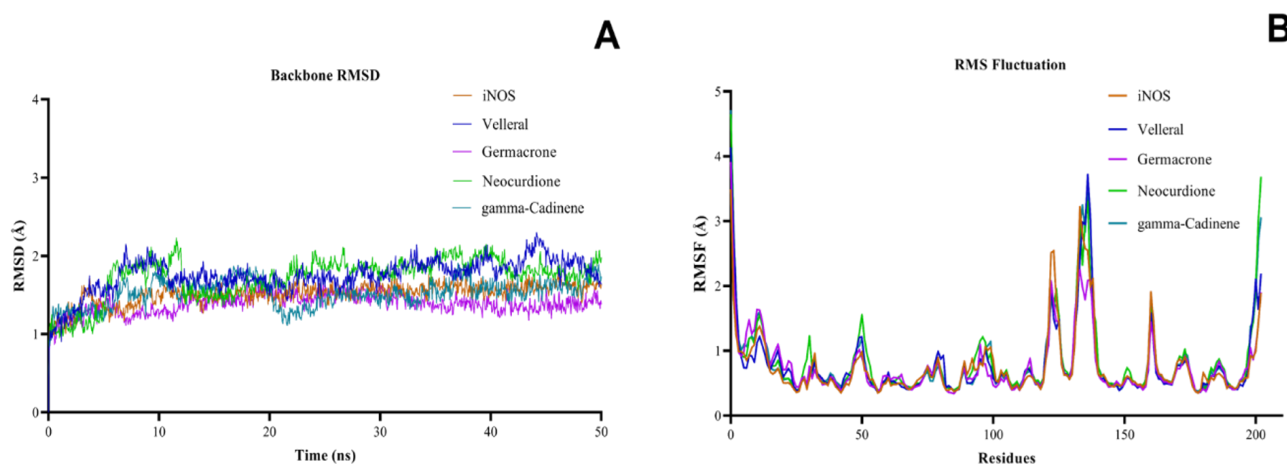 A
Backbone RMSD
iNOS
Velleral
Germacrone
Neocurdione
gamma-Cadinene
RMSD (Å)
4
3
2
1
0
0 10 20 30 40 50
Time (ns)
B
RMS Fluctuation
iNOS
Velleral
Germacrone
Neocurdione
gamma-Cadinene
RMSF (Å)
5
4
3
2
1
0
0 50 100 150 200
Residues